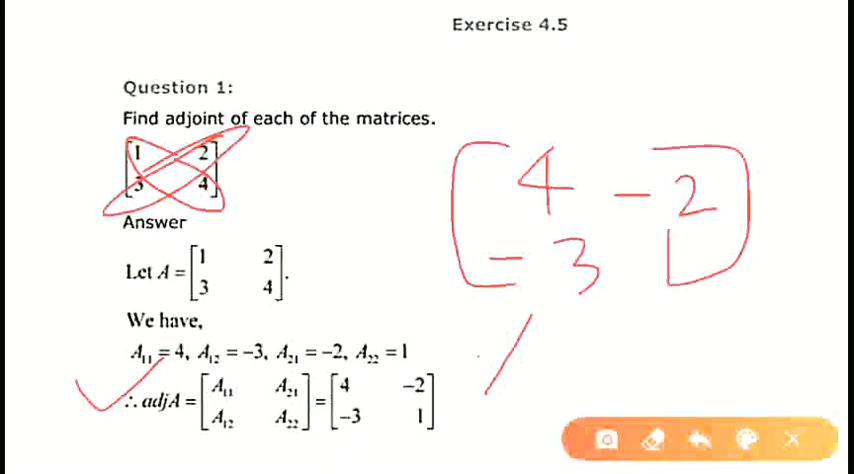 Exercise 4.5
Question 1:
Find adjoint of each of the matrices.
[1 2
3 4]
Answer
Let A = [1 2
3 4].
We have,
A₁₁ = 4, A₁₂ = −3, A₂₁ = −2, A₂₂ = 1
∴ adjA = [A₁₁ A₂₁
A₁₂ A₂₂] = [4 −2
−3 1]
[4 −2
−3 1]